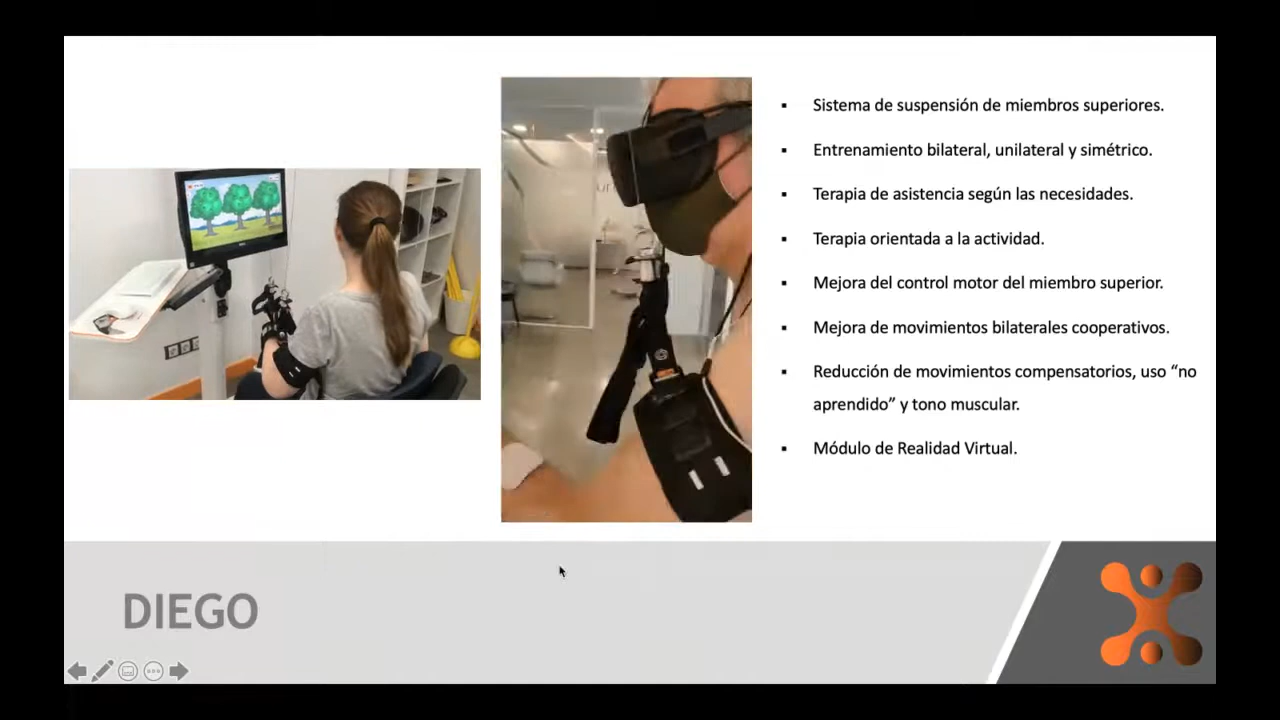 Sistema de suspensión de miembros superiores.
Entrenamiento bilateral, unilateral y simétrico.
Terapia de asistencia según las necesidades.
Terapia orientada a la actividad.
Mejora del control motor del miembro superior.
Mejora de movimientos bilaterales cooperativos.
Reducción de movimientos compensatorios, uso “no
aprendido” y tono muscular.
Módulo de Realidad Virtual.
DIEGO